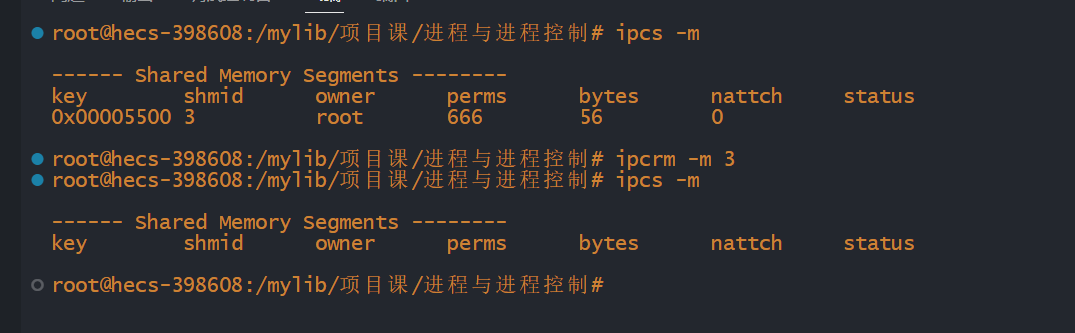 root@hecs-398608:/mylib/项目课/进程与进程控制# ipcs -m
------ Shared Memory Segments --------
key shmid owner perms bytes nattch status
0x00005500 3 root 666 56 0
root@hecs-398608:/mylib/项目课/进程与进程控制# ipcrm -m 3
root@hecs-398608:/mylib/项目课/进程与进程控制# ipcs -m
------ Shared Memory Segments --------
key shmid owner perms bytes nattch status
root@hecs-398608:/mylib/项目课/进程与进程控制#